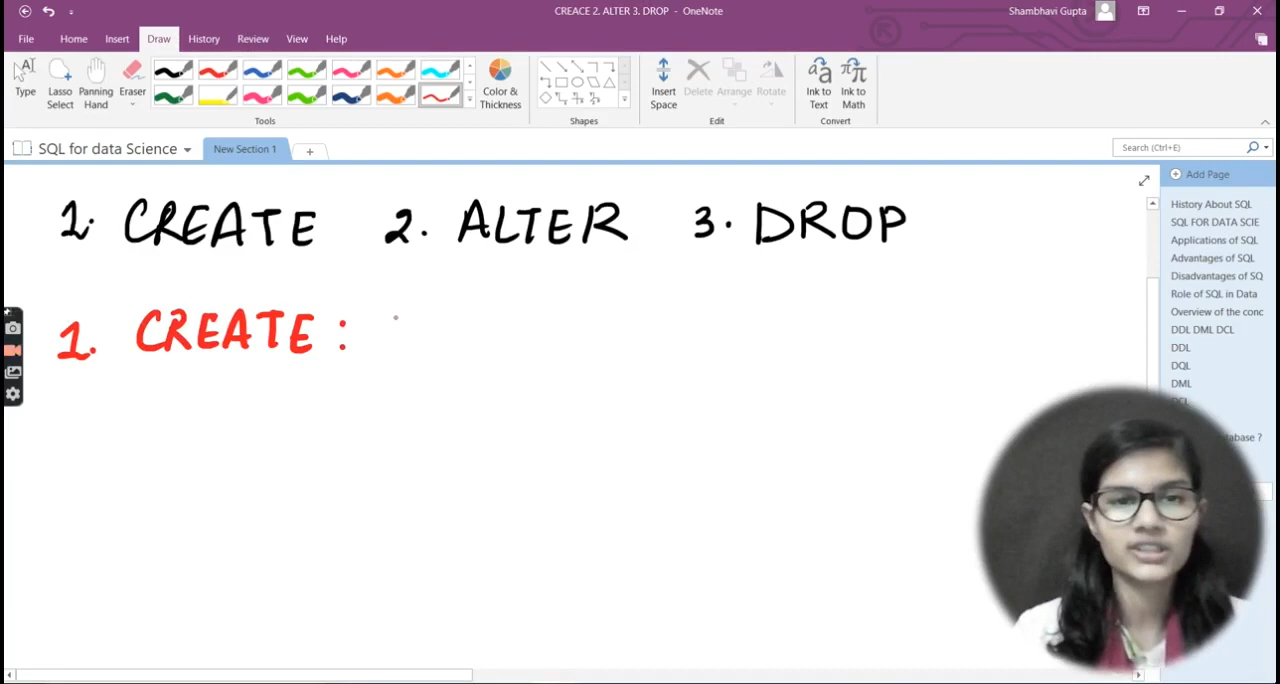 CREACE 2. ALTER 3. DROP - OneNote
Shambhavi Gupta
File Home Insert Draw History Review View Help
Type
Lasso Select
Panning Hand
Eraser
Color & Thickness
Insert Space
Delete
Arrange
Rotate
Ink to Text
Ink to Math
Tools
Shapes
Edit
Convert
SQL for data Science
New Section 1
Search (Ctrl+E)
Add Page
1. CREATE 2. ALTER 3. DROP
1. CREATE :
History About SQL
SQL FOR DATA SCIE
Applications of SQL
Advantages of SQL
Disadvantages of SQ
Role of SQL in Data
Overview of the conc
DDL DML DCL
DDL
DQL
DML